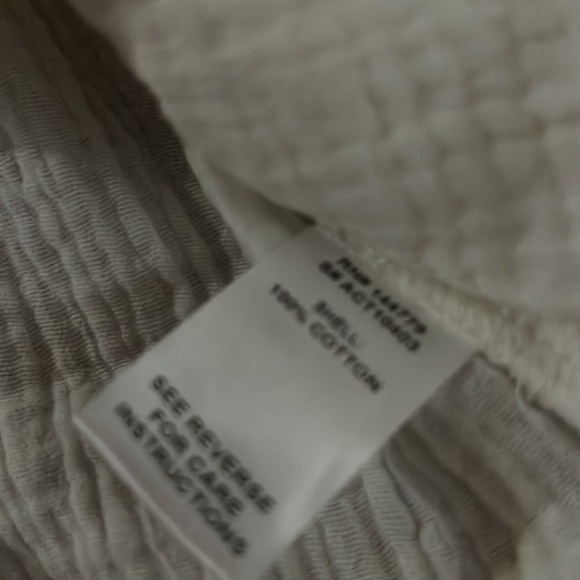 SHELL:
100% COTTON
SEE REVERSE
FOR CARE
INSTRUCTIONS